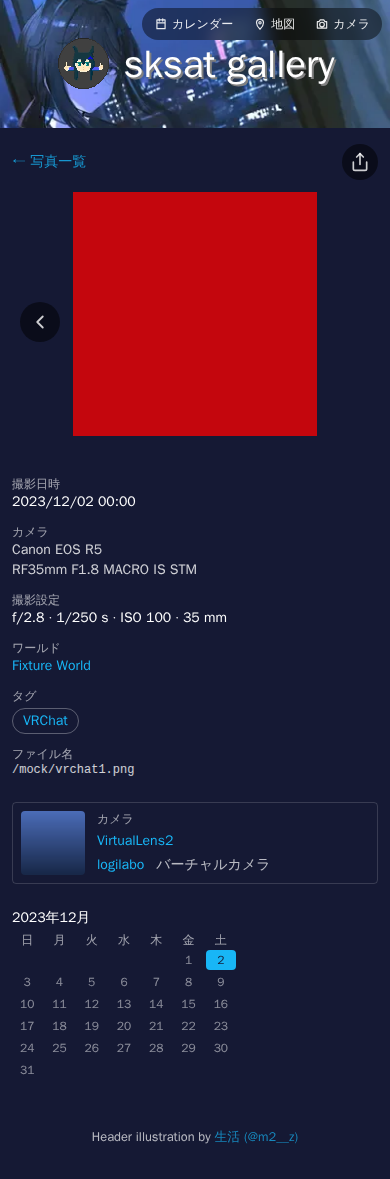 カレンダー 地図 カメラ
sksat gallery
← 写真一覧
撮影日時
2023/12/02 00:00
カメラ
Canon EOS R5
RF35mm F1.8 MACRO IS STM
撮影設定
f/2.8 · 1/250 s · ISO 100 · 35 mm
ワールド
Fixture World
タグ
VRChat
ファイル名
/mock/vrchat1.png
カメラ
VirtualLens2
logilabo バーチャルカメラ
2023年12月
日 月 火 水 木 金 土
1 2
3 4 5 6 7 8 9
10 11 12 13 14 15 16
17 18 19 20 21 22 23
24 25 26 27 28 29 30
31
Header illustration by 生活 (@m2__z)